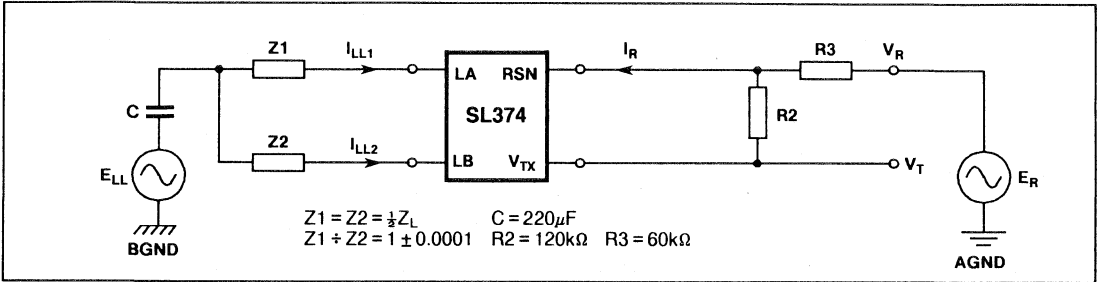 Z1
I_LL1
I_R
R3
V_R
LA
RSN
C
SL374
R2
Z2
I_LL2
LB
V_TX
V_T
E_LL
E_R
Z1 = Z2 = ½Z_L
C = 220µF
Z1 ÷ Z2 = 1 ± 0.0001
R2 = 120kΩ
R3 = 60kΩ
BGND
AGND